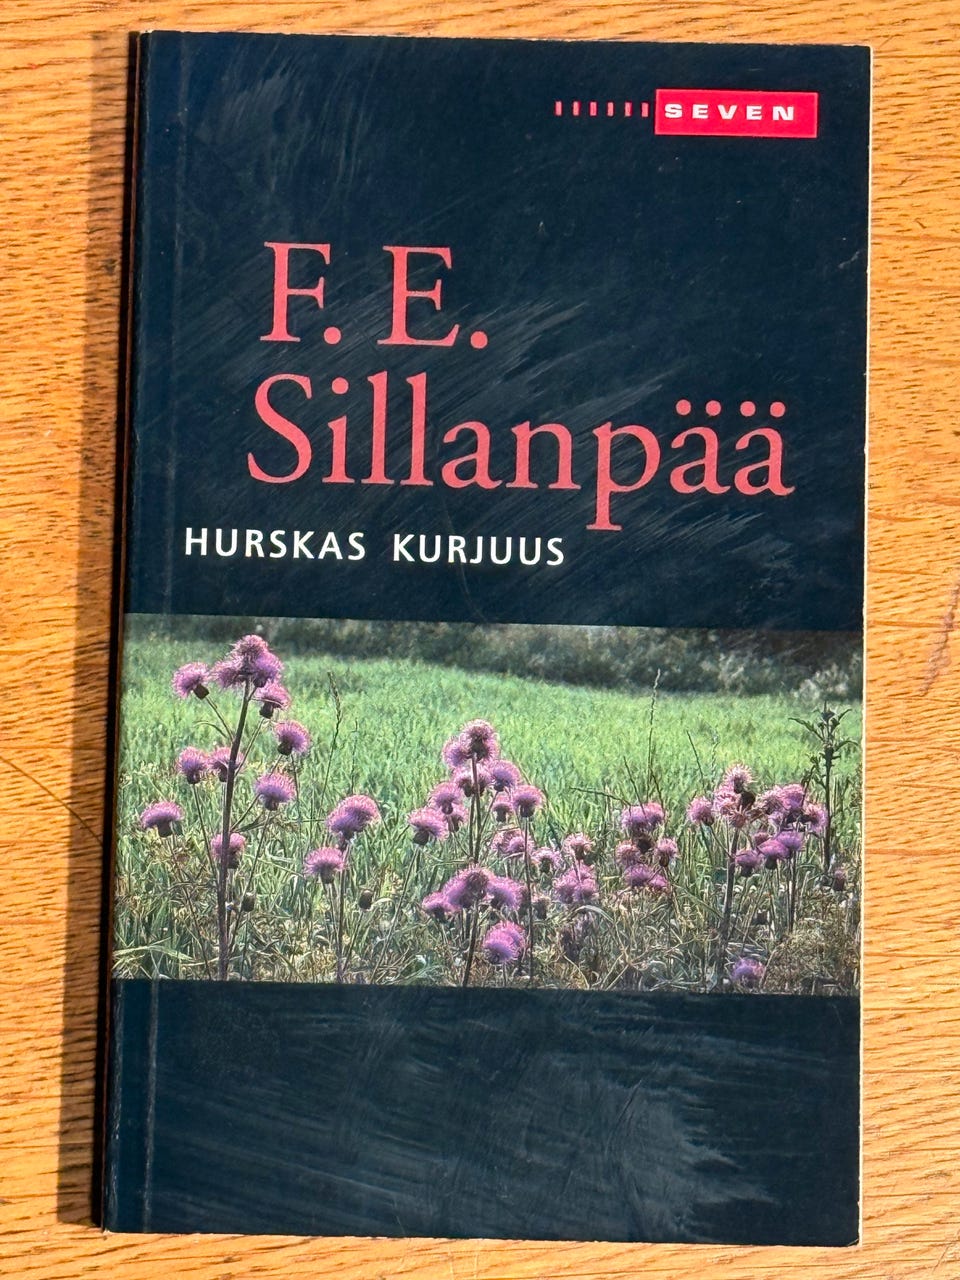 SEVEN
F. E.
Sillanpää
HURSKAS KURJUUS